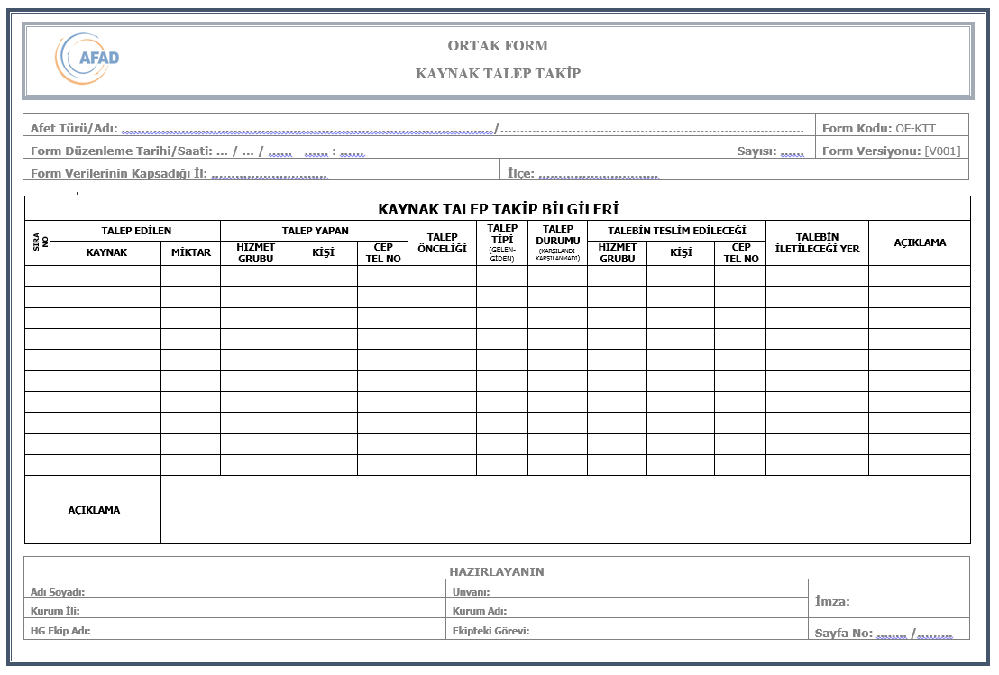 AFAD
ORTAK FORM
KAYNAK TALEP TAKİP
Afet Türü/Adı: ........................................................................................../..........................................................................
Form Kodu: OF-KTT
Form Düzenleme Tarihi/Saati: ... / ... / ...... - ...... : ......
Sayısı: ......
Form Versiyonu: [V001]
Form Verilerinin Kapsadığı İl: .............................
İlçe: ..............................
KAYNAK TALEP TAKİP BİLGİLERİ
SIRA NO
TALEP EDİLEN
KAYNAK
MİKTAR
TALEP YAPAN
HİZMET
GRUBU
KİŞİ
CEP
TEL NO
TALEP
ÖNCELİĞİ
TALEP
TİPİ
(GELEN-
GİDEN)
TALEP
DURUMU
(KARŞILANDI-
KARŞILANMADI)
TALEBİN TESLİM EDİLECEĞİ
HİZMET
GRUBU
KİŞİ
CEP
TEL NO
TALEBİN
İLETİLECEĞİ YER
AÇIKLAMA
AÇIKLAMA
HAZIRLAYANIN
Adı Soyadı:
Unvanı:
İmza:
Kurum İli:
Kurum Adı:
HG Ekip Adı:
Ekipteki Görevi:
Sayfa No: ........ /.........